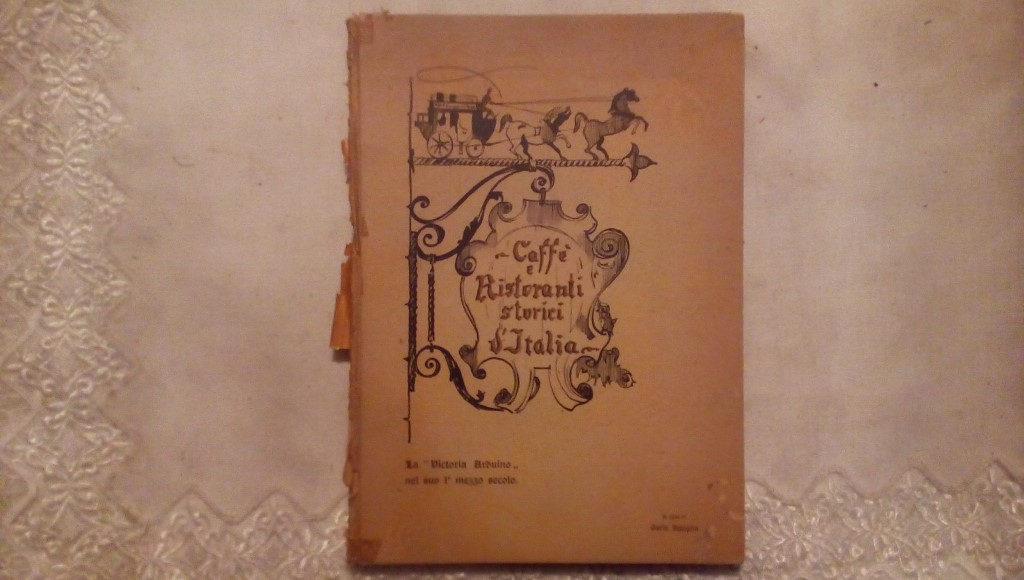 Caffè
e
Ristoranti
storici
d'Italia
La "Victoria Arduino"
nel suo 1° mezzo secolo.